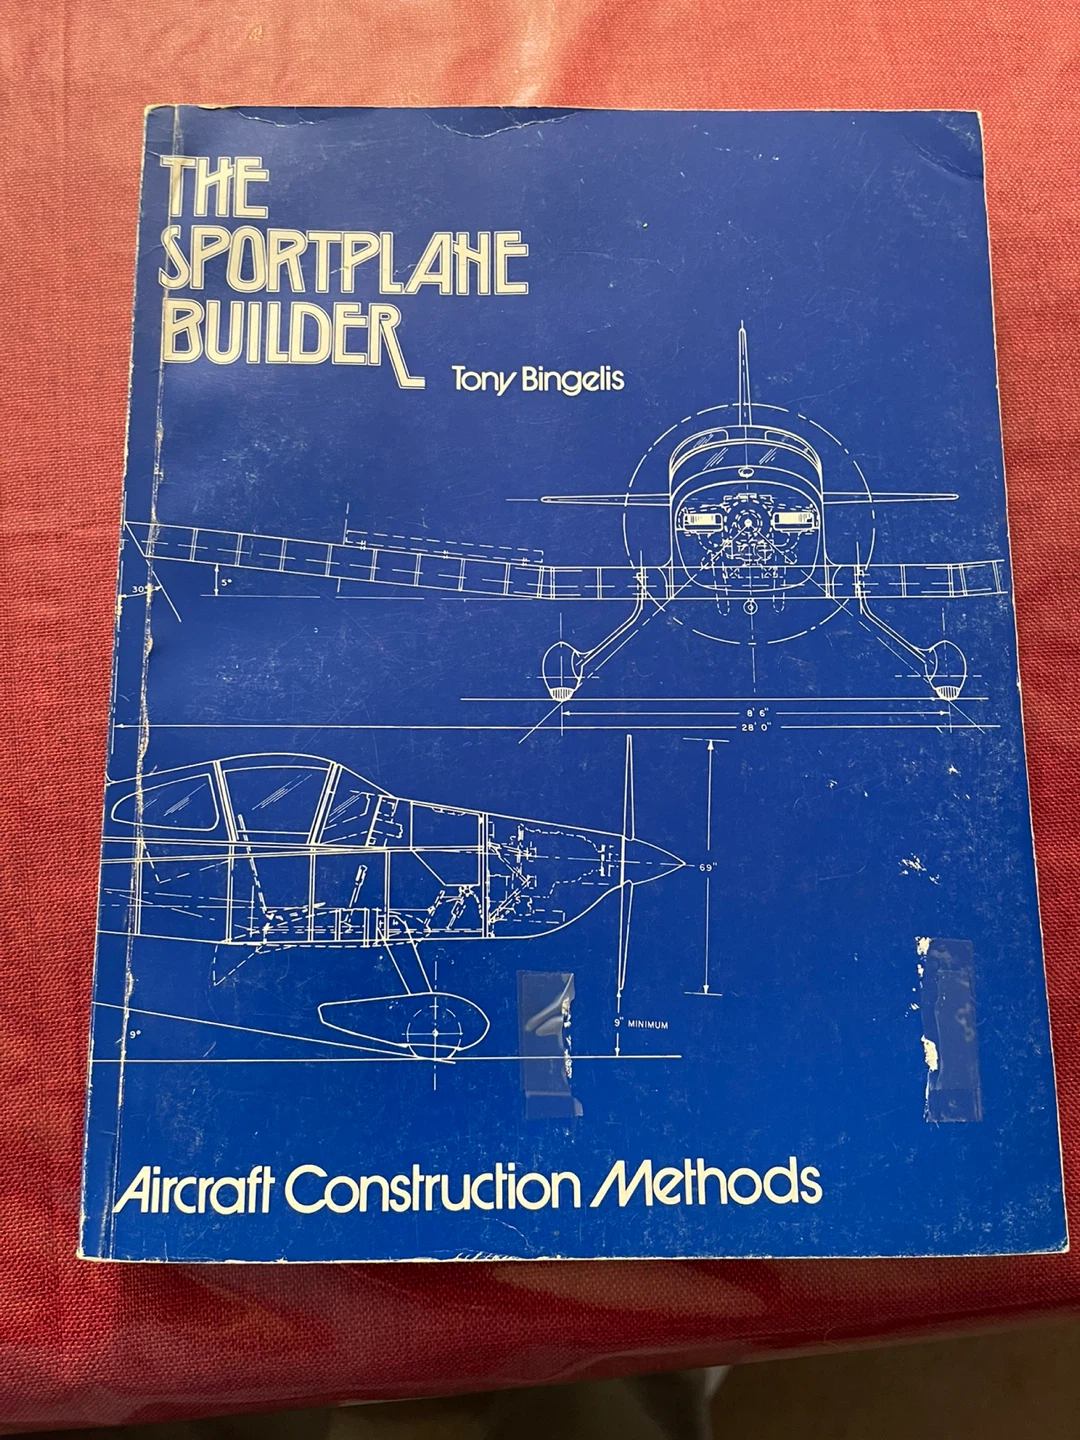 THE
SPORTPLANE
BUILDER
Tony Bingelis
30°
5°
8' 6"
28' 0"
69"
9" MINIMUM
9°
Aircraft Construction Methods